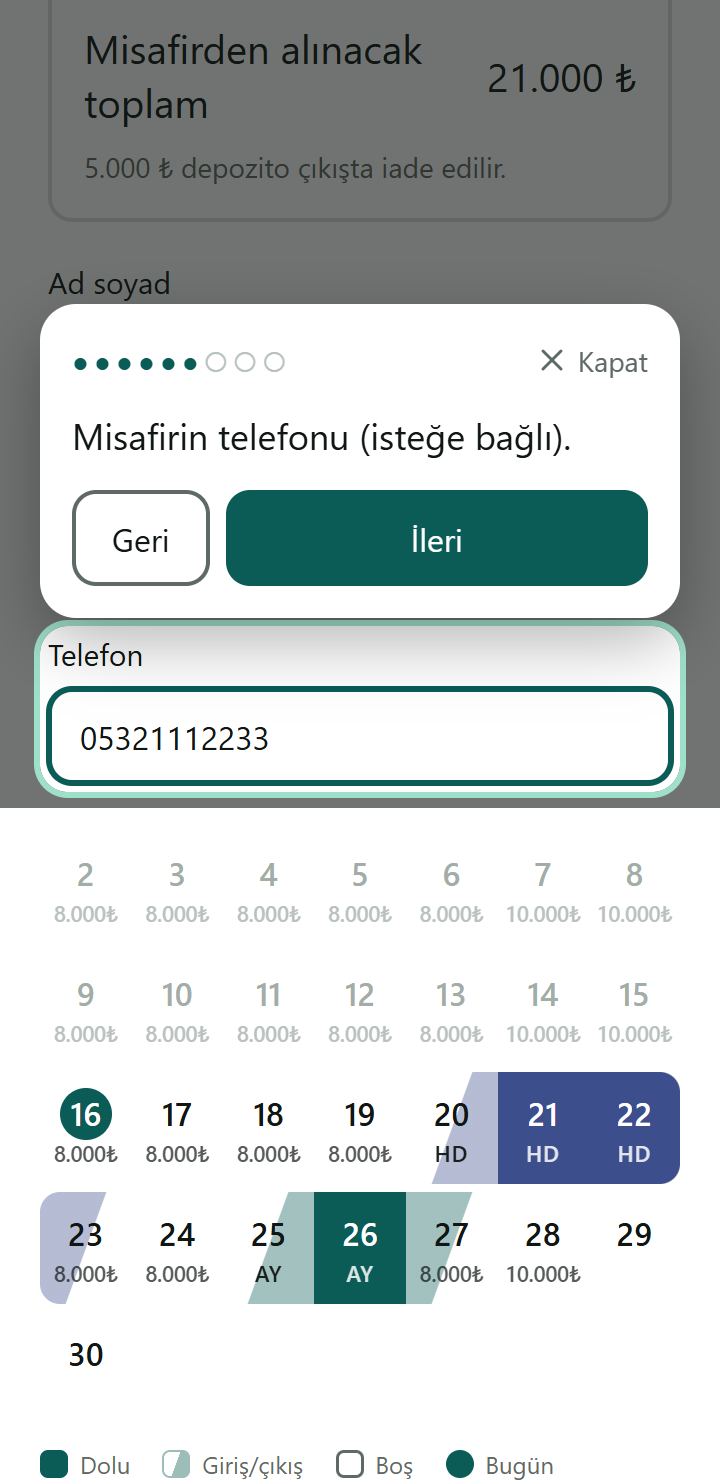 Misafirden alınacak
toplam
21.000 ₺
5.000 ₺ depozito çıkışta iade edilir.
Ad soyad
Kapat
Misafirin telefonu (isteğe bağlı).
Geri
İleri
Telefon
05321112233
2 3 4 5 6 7 8
8.000₺ 8.000₺ 8.000₺ 8.000₺ 8.000₺ 10.000₺ 10.000₺
9 10 11 12 13 14 15
8.000₺ 8.000₺ 8.000₺ 8.000₺ 8.000₺ 10.000₺ 10.000₺
16 17 18 19 20 21 22
8.000₺ 8.000₺ 8.000₺ 8.000₺ HD HD HD
23 24 25 26 27 28 29
8.000₺ 8.000₺ AY AY 8.000₺ 10.000₺
30
Dolu Giriş/çıkış Boş Bugün